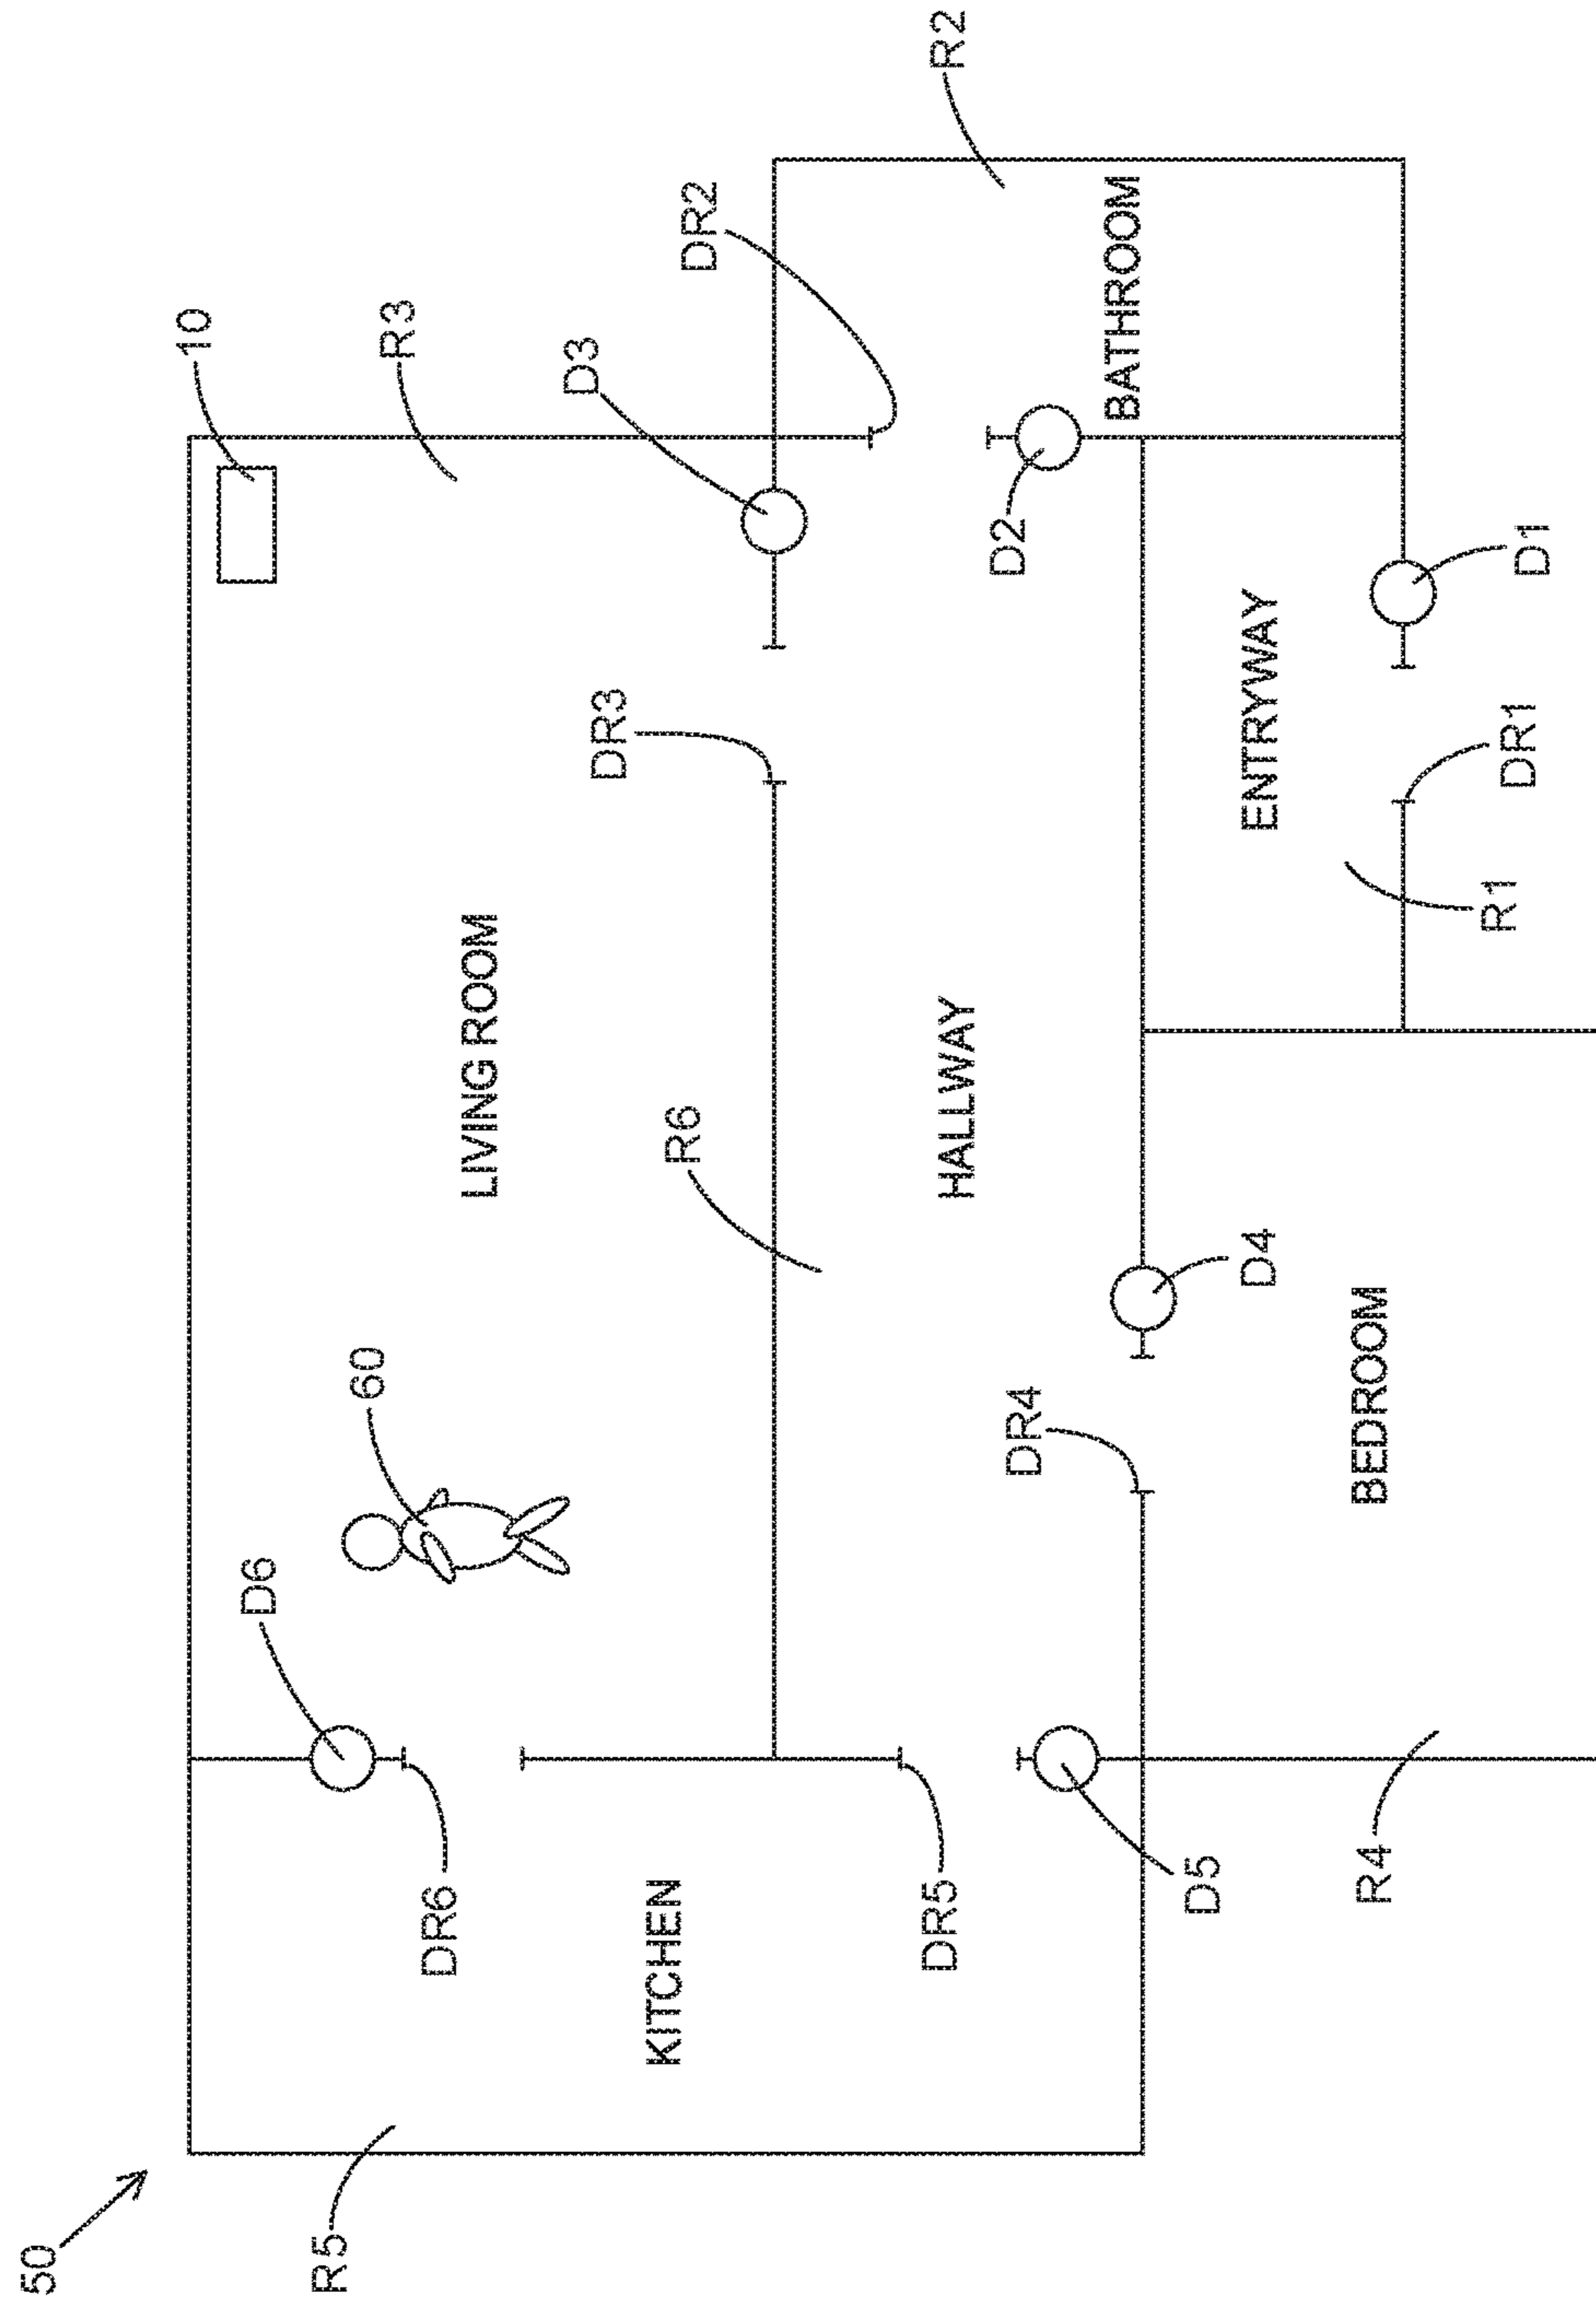 50
R5
KITCHEN
DR6
D6
60
LIVING ROOM
10
R3
D3
DR3
DR2
R2
R6
HALLWAY
DR5
D5
DR4
D4
D2
BATHROOM
ENTRYWAY
R4
BEDROOM
R1
DR1
D1